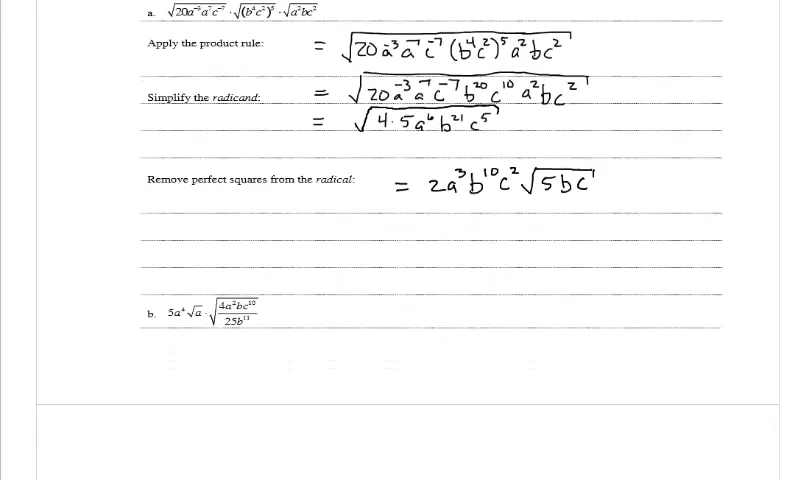 a. √(20a⁻³a⁷c⁻⁷) · √((b⁴c²)⁵) · √(a²bc²)
Apply the product rule: = √(20a⁻³a⁷c⁻⁷(b⁴c²)⁵a²bc²)
Simplify the radicand: = √(20a⁻³a⁷c⁻⁷b²⁰c¹⁰a²bc²)
= √(4·5a⁶b²¹c⁵)
Remove perfect squares from the radical: = 2a³b¹⁰c²√(5bc)
b. 5a⁴√a · √(4a²bc¹⁰/25b¹¹)